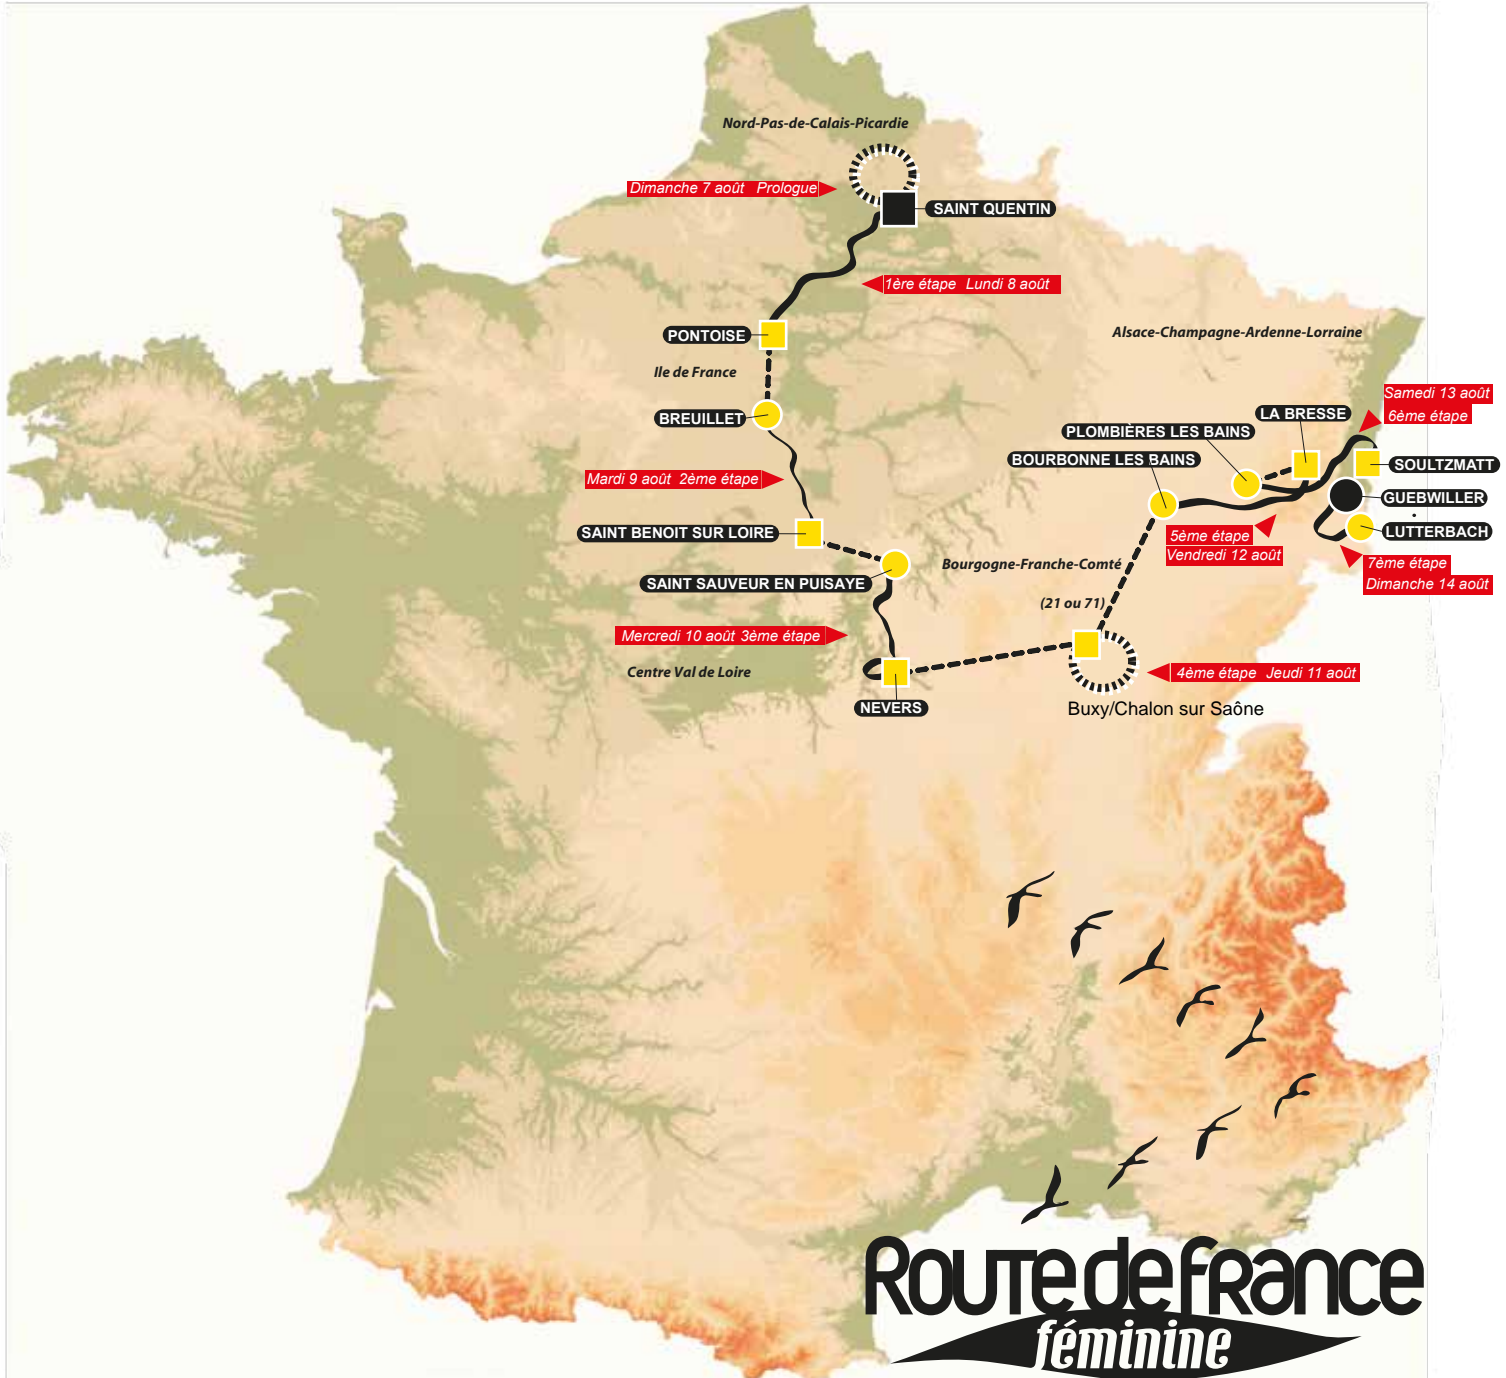 Nord-Pas-de-Calais-Picardie
Dimanche 7 août Prologue
SAINT QUENTIN
1ère étape Lundi 8 août
PONTOISE
Alsace-Champagne-Ardenne-Lorraine
Ile de France
Samedi 13 août
6ème étape
BREUILLET
LA BRESSE
PLOMBIÈRES LES BAINS
BOURBONNE LES BAINS
SOULTZMATT
Mardi 9 août 2ème étape
GUEBWILLER
SAINT BENOIT SUR LOIRE
LUTTERBACH
5ème étape
Vendredi 12 août
Bourgogne-Franche-Comté
7ème étape
Dimanche 14 août
SAINT SAUVEUR EN PUISAYE
(21 ou 71)
Mercredi 10 août 3ème étape
Centre Val de Loire
4ème étape Jeudi 11 août
NEVERS
Buxy/Chalon sur Saône
Route de France
féminine